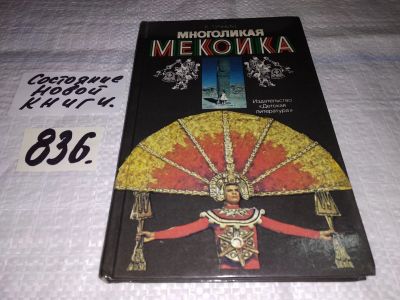 Состояние
новой
книги.
836.
МНОГОЛИКАЯ
МЕКСИКА
Издательство
«Детская
литература»